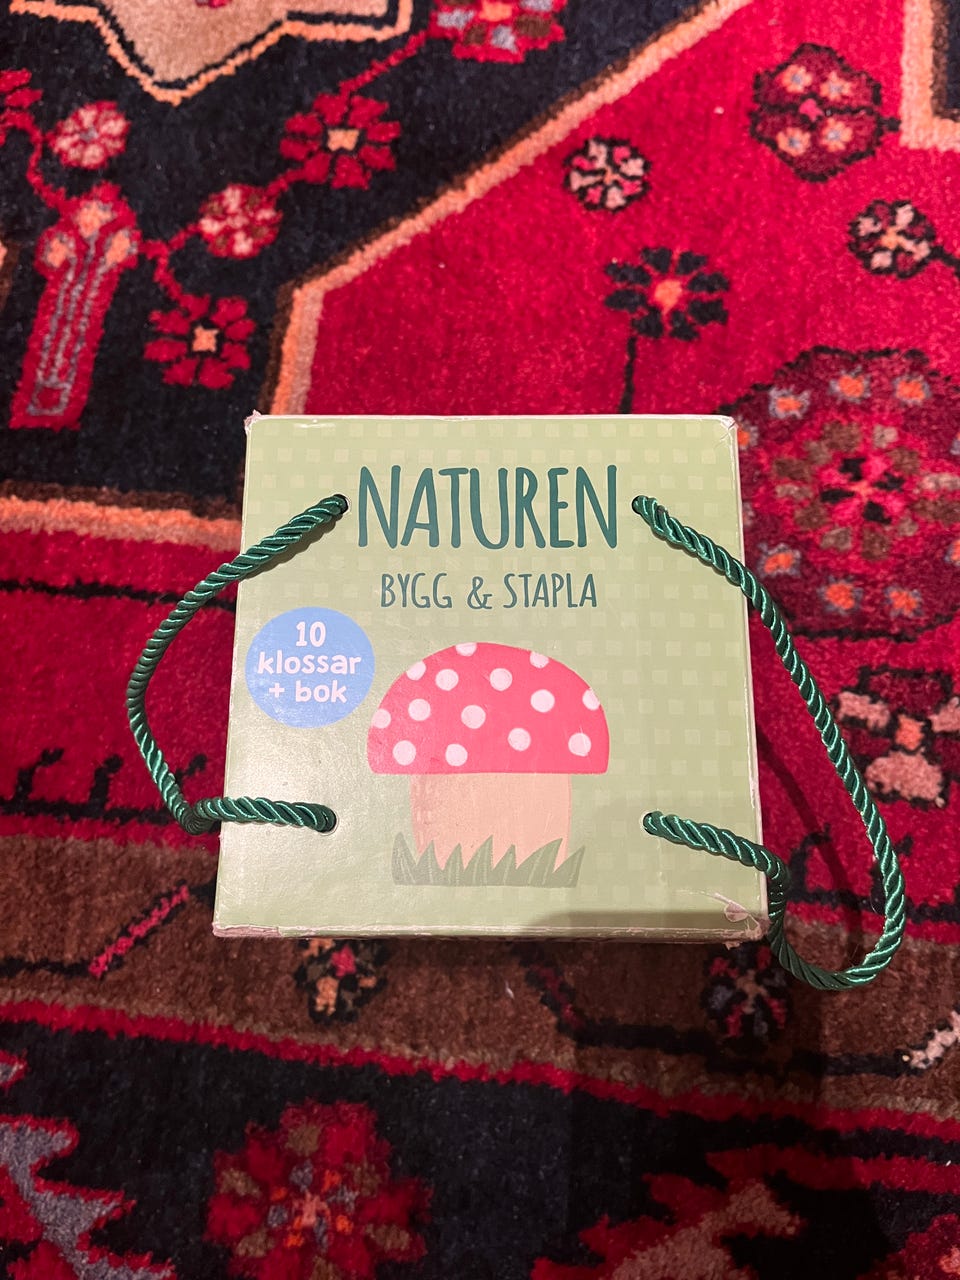 NATUREN
BYGG & STAPLA
10
klossar
+ bok